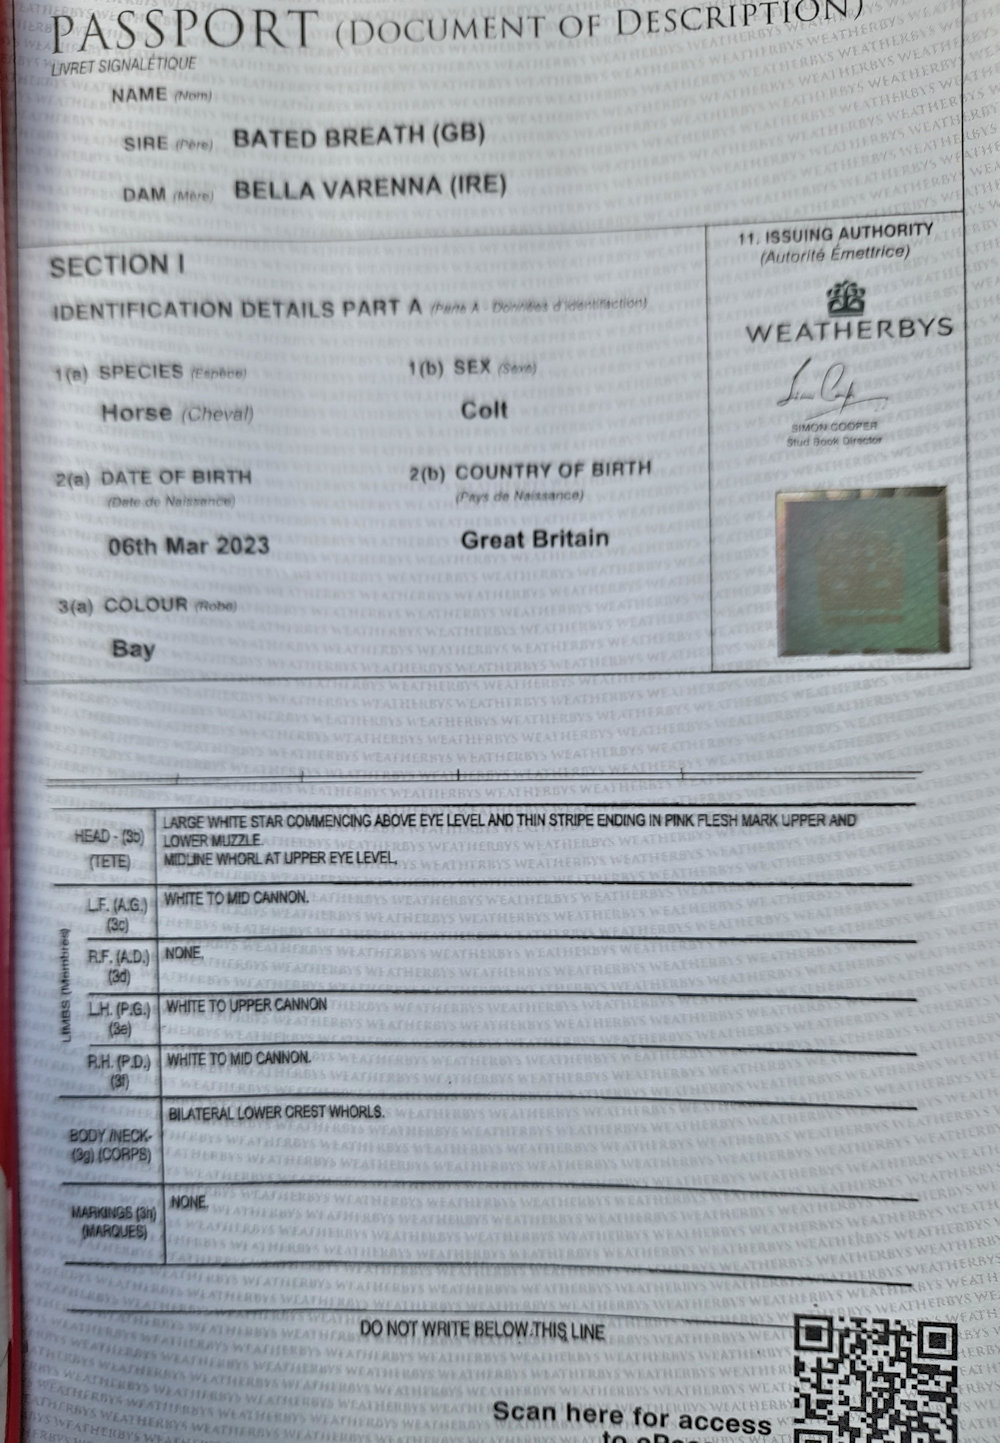 PASSPORT (DOCUMENT OF DESCRIPTION)
LIVRET SIGNALÉTIQUE
NAME (Nom)
SIRE (Père) BATED BREATH (GB)
DAM (Mère) BELLA VARENNA (IRE)
SECTION I
IDENTIFICATION DETAILS PART A (Partie A - Données d'identification)
1(a) SPECIES (Espèce)
Horse (Cheval)
1(b) SEX (Sexe)
Colt
2(a) DATE OF BIRTH
(Date de Naissance)
06th Mar 2023
2(b) COUNTRY OF BIRTH
(Pays de Naissance)
Great Britain
3(a) COLOUR (Robe)
Bay
11. ISSUING AUTHORITY
(Autorité Émettrice)
WEATHERBYS
SIMON COOPER
Stud Book Director
HEAD - (3b)
(TETE)
LARGE WHITE STAR COMMENCING ABOVE EYE LEVEL AND THIN STRIPE ENDING IN PINK FLESH MARK UPPER AND
LOWER MUZZLE.
MIDLINE WHORL AT UPPER EYE LEVEL.
LIMBS (Membres)
L.F. (A.G.)
(3c)
WHITE TO MID CANNON.
R.F. (A.D.)
(3d)
NONE.
L.H. (P.G.)
(3e)
WHITE TO UPPER CANNON
R.H. (P.D.)
(3f)
WHITE TO MID CANNON.
BODY /NECK-
(3g) (CORPS)
BILATERAL LOWER CREST WHORLS.
MARKINGS (3h)
(MARQUES)
NONE.
DO NOT WRITE BELOW THIS LINE
Scan here for access